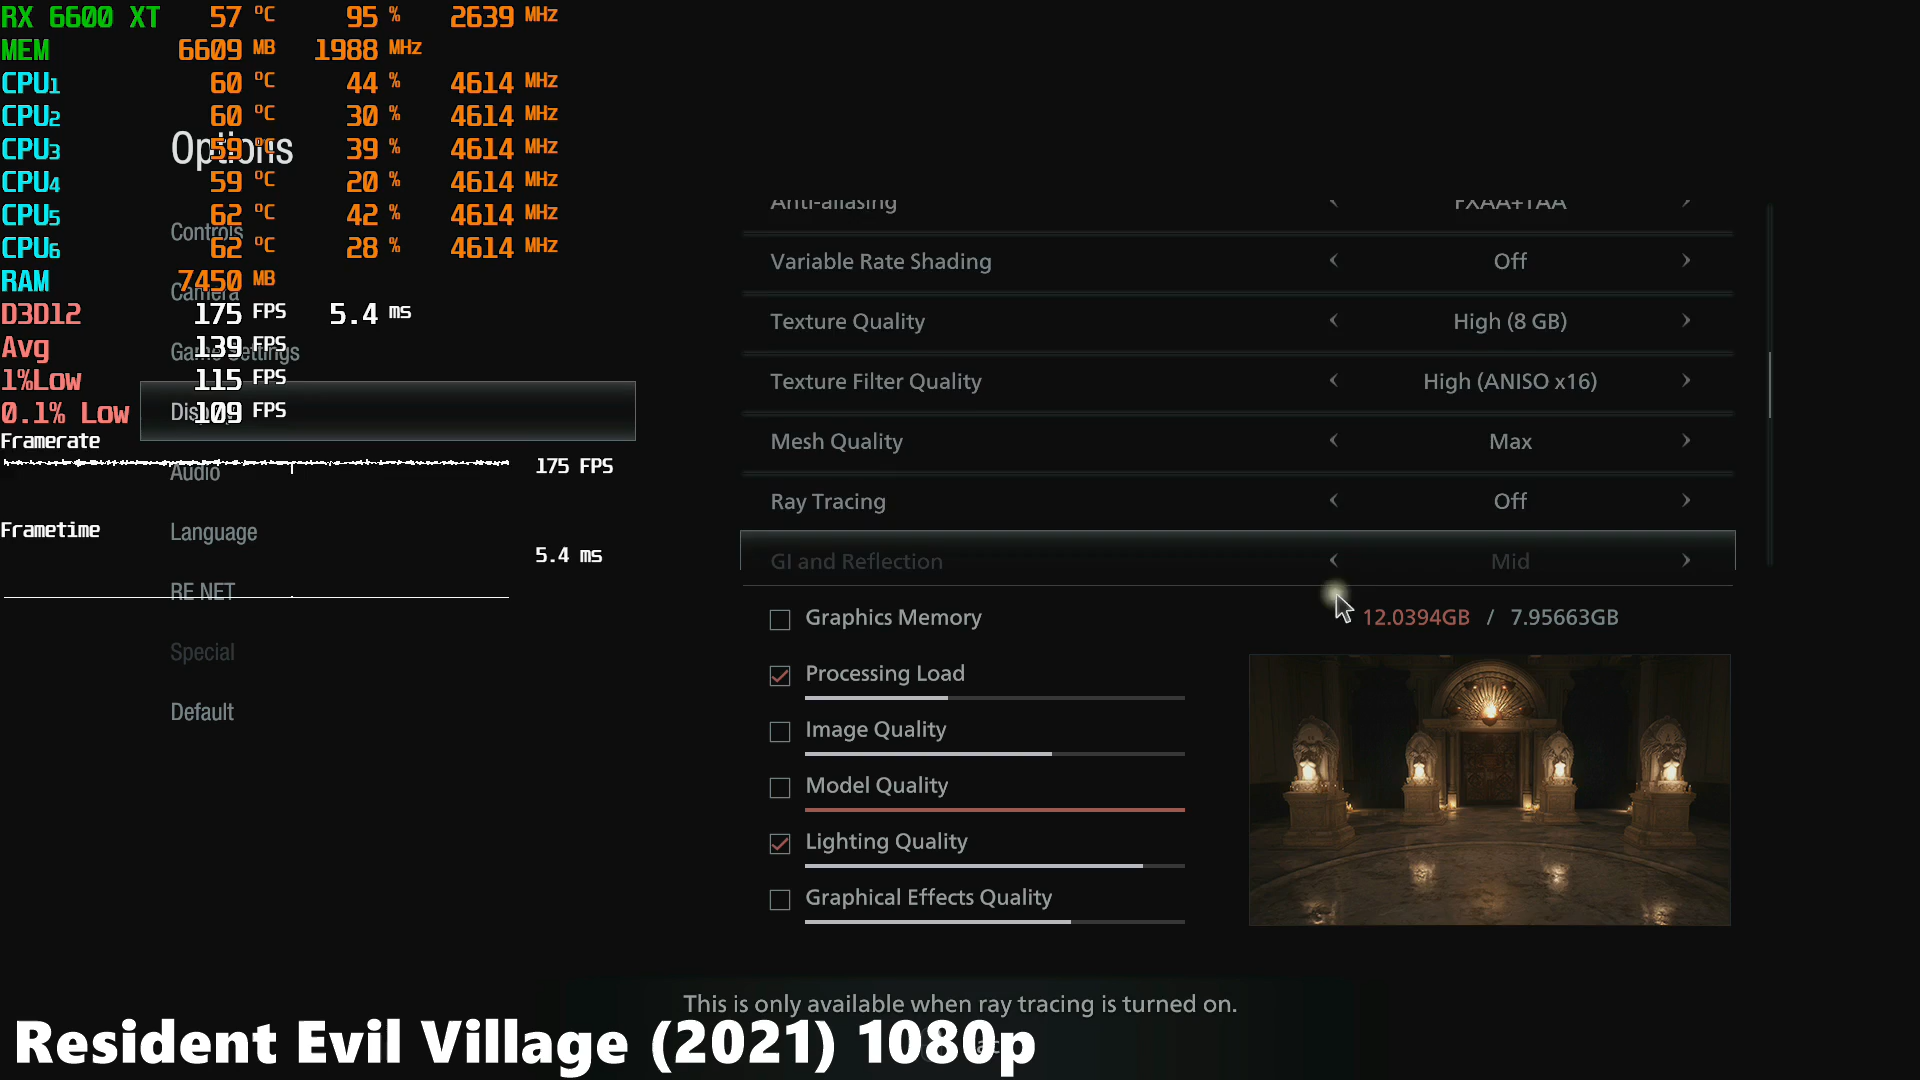 RX 6600 XT 57 °C 95 % 2639 MHz
MEM 6609 MB 1988 MHz
CPU1 60 °C 44 % 4614 MHz
CPU2 60 °C 30 % 4614 MHz
CPU3 59 °C 39 % 4614 MHz
CPU4 59 °C 20 % 4614 MHz
CPU5 62 °C 42 % 4614 MHz
CPU6 62 °C 28 % 4614 MHz
RAM 7450 MB
D3D12 175 FPS 5.4 ms
Avg 139 FPS
1%Low 115 FPS
0.1% Low 109 FPS
Framerate
175 FPS
Frametime
5.4 ms
Options
Controls
Camera
Game Settings
Display
Audio
Language
RE NET
Special
Default
Anti-aliasing FXAA+TAA
Variable Rate Shading Off
Texture Quality High (8 GB)
Texture Filter Quality High (ANISO x16)
Mesh Quality Max
Ray Tracing Off
GI and Reflection Mid
Graphics Memory 12.0394GB / 7.95663GB
Processing Load
Image Quality
Model Quality
Lighting Quality
Graphical Effects Quality
This is only available when ray tracing is turned on.
Resident Evil Village (2021) 1080p